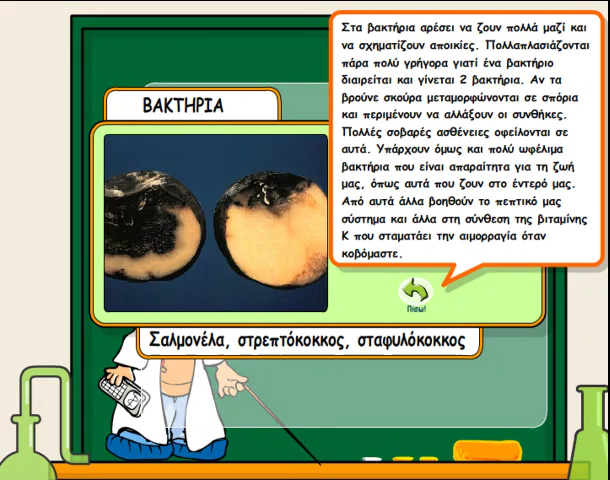 Στα βακτήρια αρέσει να ζουν πολλά μαζί και
να σχηματίζουν αποικίες. Πολλαπλασιάζονται
πάρα πολύ γρήγορα γιατί ένα βακτήριο
διαιρείται και γίνεται 2 βακτήρια. Αν τα
βρούνε σκούρα μεταμορφώνονται σε σπόρια
και περιμένουν να αλλάξουν οι συνθήκες.
Πολλές σοβαρές ασθένειες οφείλονται σε
αυτά. Υπάρχουν όμως και πολύ ωφέλιμα
βακτήρια που είναι απαραίτητα για τη ζωή
μας, όπως αυτά που ζουν στο έντερό μας.
Από αυτά άλλα βοηθούν το πεπτικό μας
σύστημα και άλλα στη σύνθεση της βιταμίνης
Κ που σταματάει την αιμορραγία όταν
κοβόμαστε.
ΒΑΚΤΗΡΙΑ
Πίσω!
Σαλμονέλα, στρεπτόκοκκος, σταφυλόκοκκος